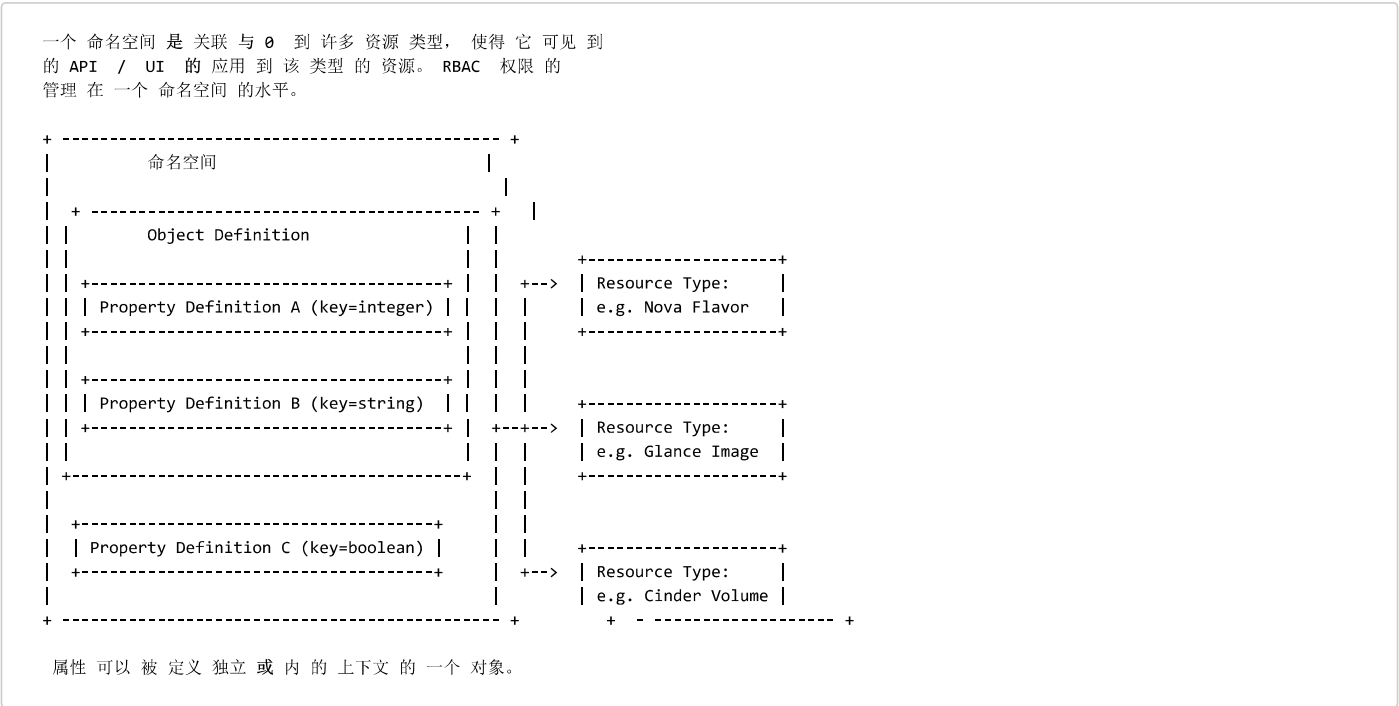 一个 命名空间 是 关联 与 0 到 许多 资源 类型， 使得 它 可见 到
的 API / UI 的 应用 到 该 类型 的 资源。 RBAC 权限 的
管理 在 一个 命名空间 的水平。
命名空间
Object Definition
Resource Type:
e.g. Nova Flavor
Property Definition A (key=integer)
Property Definition B (key=string)
Resource Type:
e.g. Glance Image
Property Definition C (key=boolean)
Resource Type:
e.g. Cinder Volume
属性 可以 被 定义 独立 或 内 的 上下文 的 一个 对象。